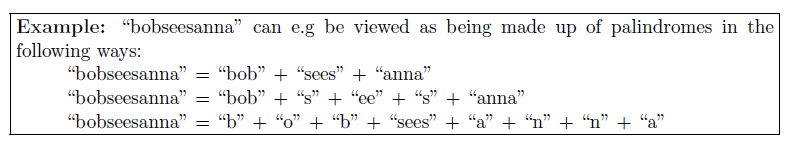 Example: “bobseesanna” can e.g be viewed as being made up of palindromes in the
following ways:
“bobseesanna” = “bob” + “sees” + “anna”
“bobseesanna” = “bob” + “s” + “ee” + “s” + “anna”
“bobseesanna” = “b” + “o” + “b” + “sees” + “a” + “n” + “n” + “a”